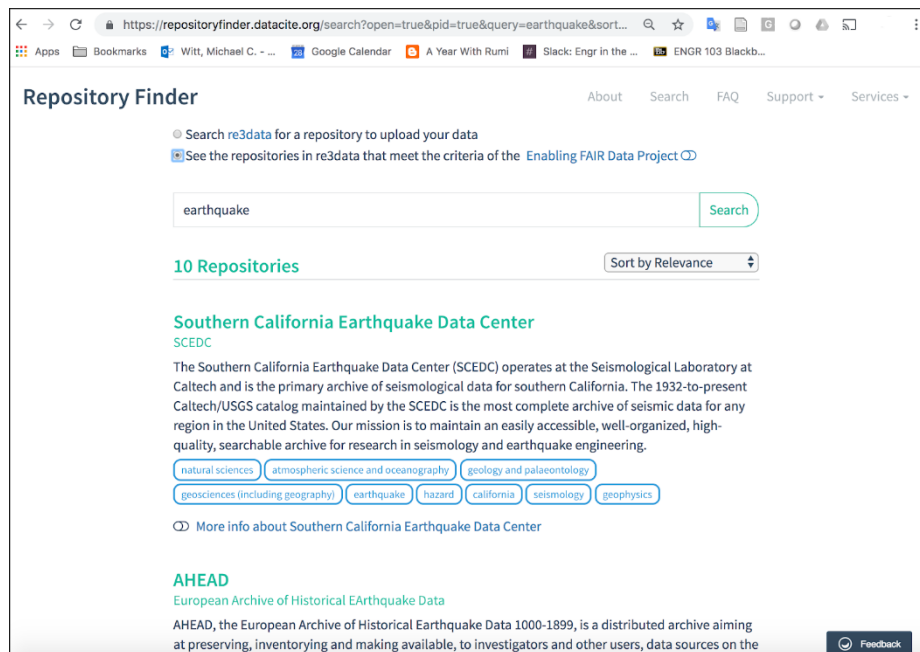 https://repositoryfinder.datacite.org/search?open=true&pid=true&query=earthquake&sort...
Apps Bookmarks Witt, Michael C. - ... 28 Google Calendar A Year With Rumi Slack: Engr in the ... ENGR 103 Blackb...
Repository Finder About Search FAQ Support Services
Search re3data for a repository to upload your data
See the repositories in re3data that meet the criteria of the Enabling FAIR Data Project
earthquake Search
10 Repositories Sort by Relevance
Southern California Earthquake Data Center
SCEDC
The Southern California Earthquake Data Center (SCEDC) operates at the Seismological Laboratory at
Caltech and is the primary archive of seismological data for southern California. The 1932-to-present
Caltech/USGS catalog maintained by the SCEDC is the most complete archive of seismic data for any
region in the United States. Our mission is to maintain an easily accessible, well-organized, high-
quality, searchable archive for research in seismology and earthquake engineering.
natural sciences atmospheric science and oceanography geology and palaeontology
geosciences (including geography) earthquake hazard california seismology geophysics
More info about Southern California Earthquake Data Center
AHEAD
European Archive of Historical EArthquake Data
AHEAD, the European Archive of Historical Earthquake Data 1000-1899, is a distributed archive aiming
at preserving, inventorying and making available, to investigators and other users, data sources on the
Feedback